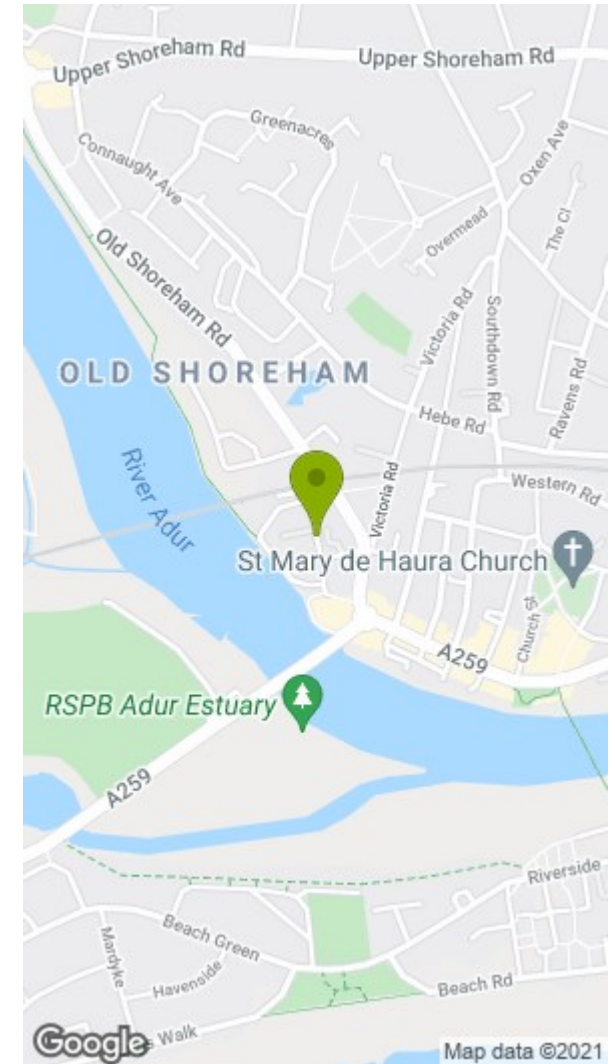 Upper Shoreham Rd
Upper Shoreham Rd
Greenacres
Oxen Ave
Connaught Ave
Overmead
The Cl
Old Shoreham Rd
Victoria Rd
Southdown Rd
OLD SHOREHAM
Ravens Rd
Hebe Rd
River Adur
Victoria Rd
Western Rd
St Mary de Haura Church
Church St
A259
RSPB Adur Estuary
A259
Riverside
Beach Green
Mardyke
Havenside
Beach Rd
Walk
Google
Map data ©2021